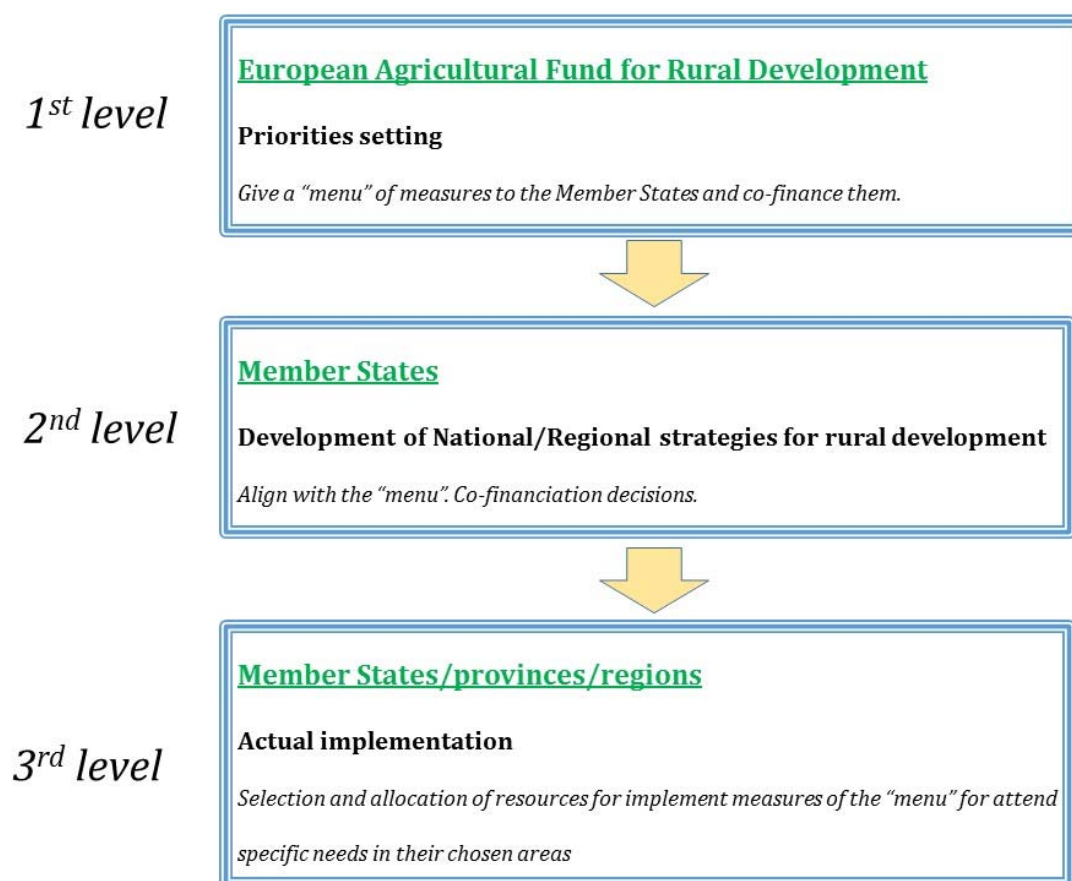 1st level
European Agricultural Fund for Rural Development
Priorities setting
Give a “menu” of measures to the Member States and co-finance them.
2nd level
Member States
Development of National/Regional strategies for rural development
Align with the “menu”. Co-financiation decisions.
3rd level
Member States/provinces/regions
Actual implementation
Selection and allocation of resources for implement measures of the “menu” for attend
specific needs in their chosen areas